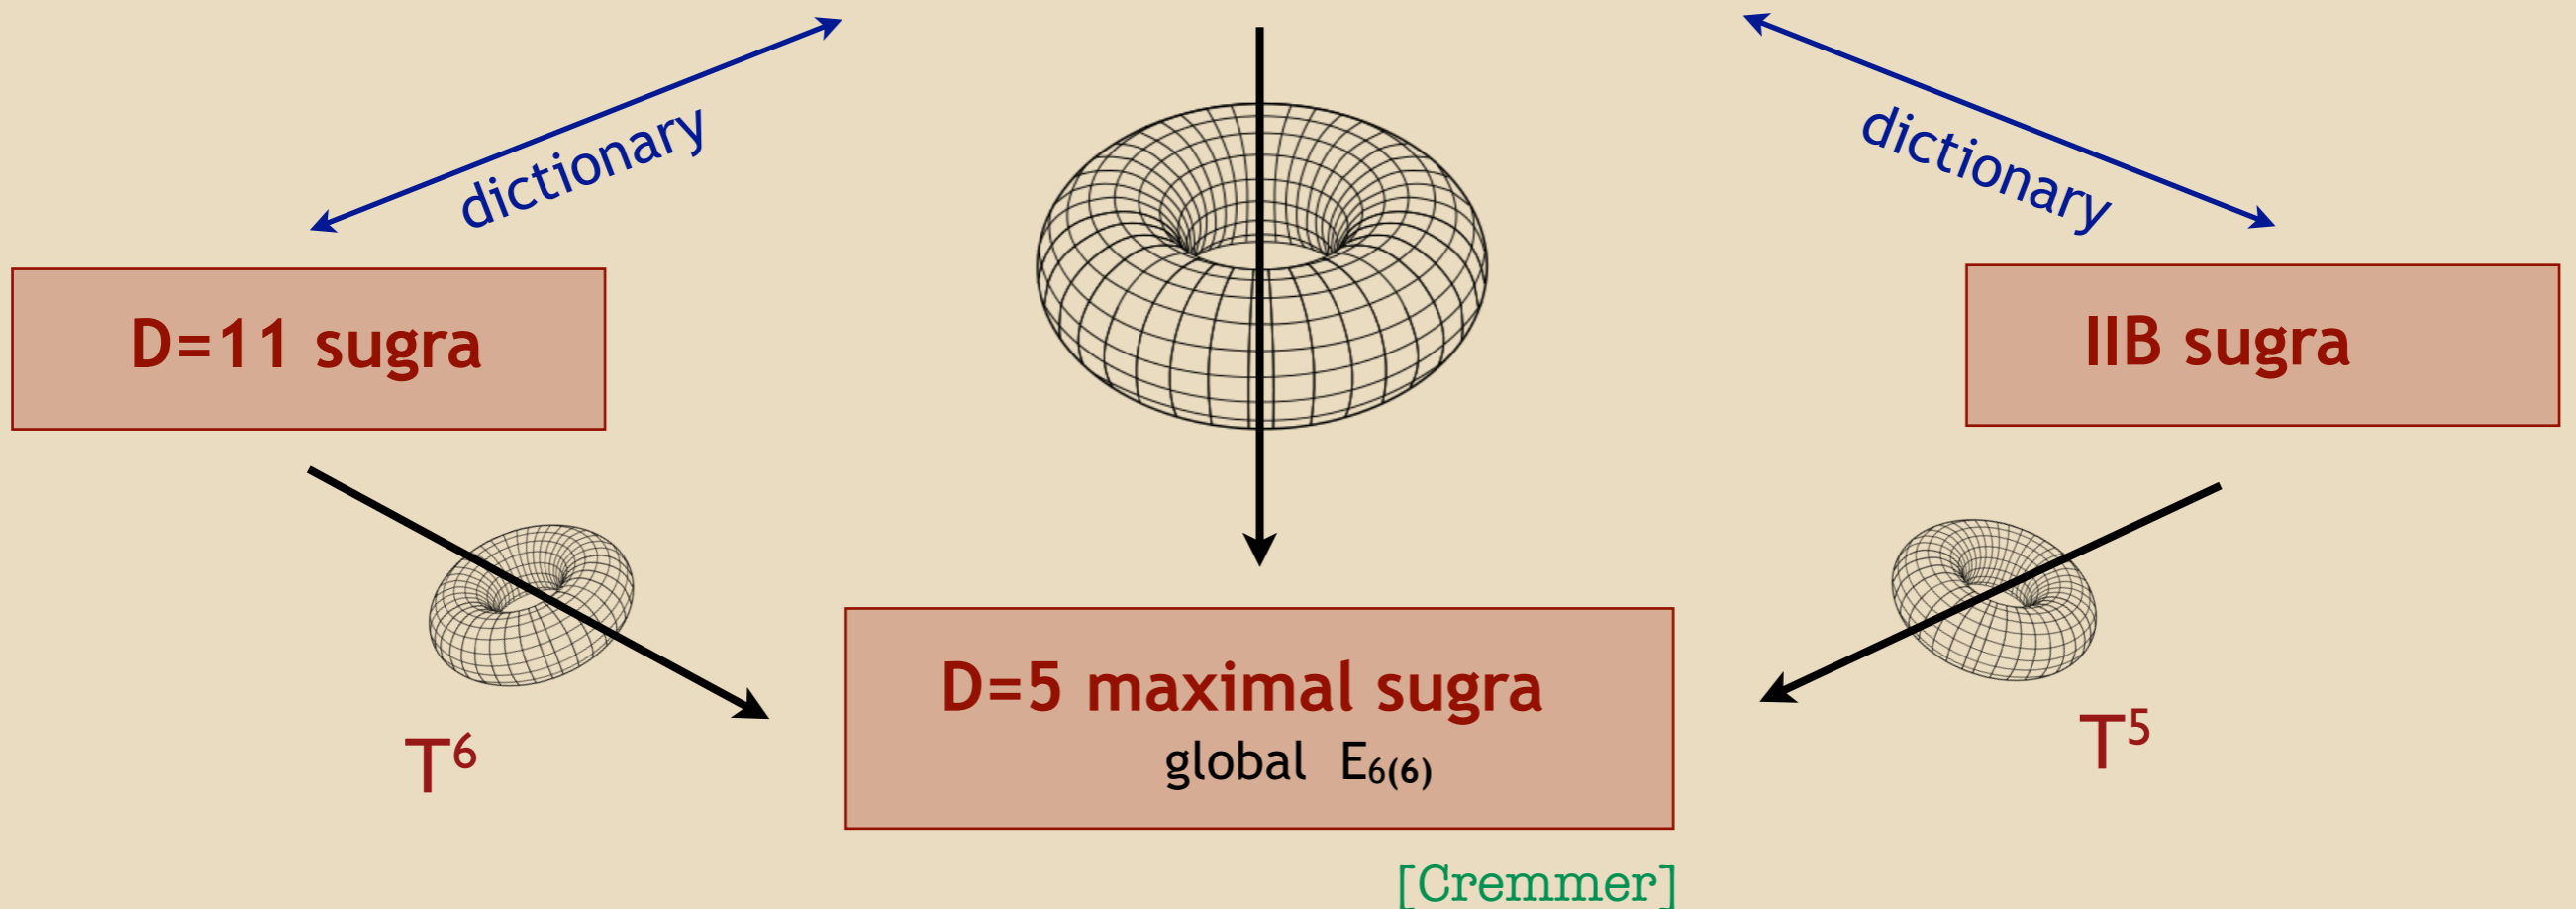 dictionary
dictionary
D=11 sugra
IIB sugra
T⁶
D=5 maximal sugra
global E₆₍₆₎
T⁵
[Cremmer]